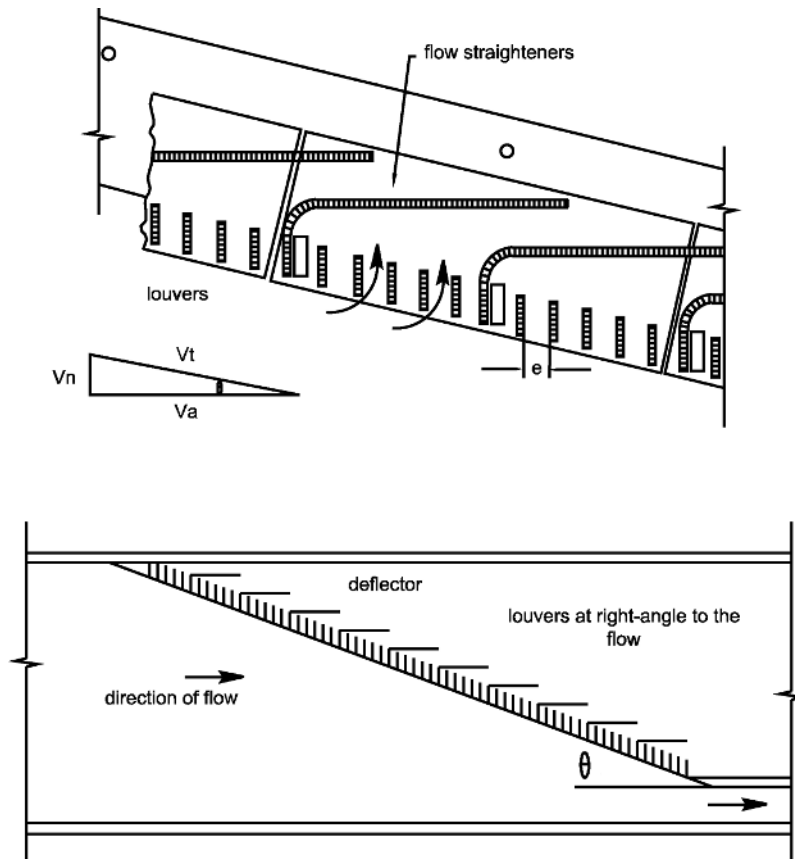 flow straighteners
louvers
Vt
Vn
θ
Va
e
deflector
louvers at right-angle to the
flow
direction of flow
θ